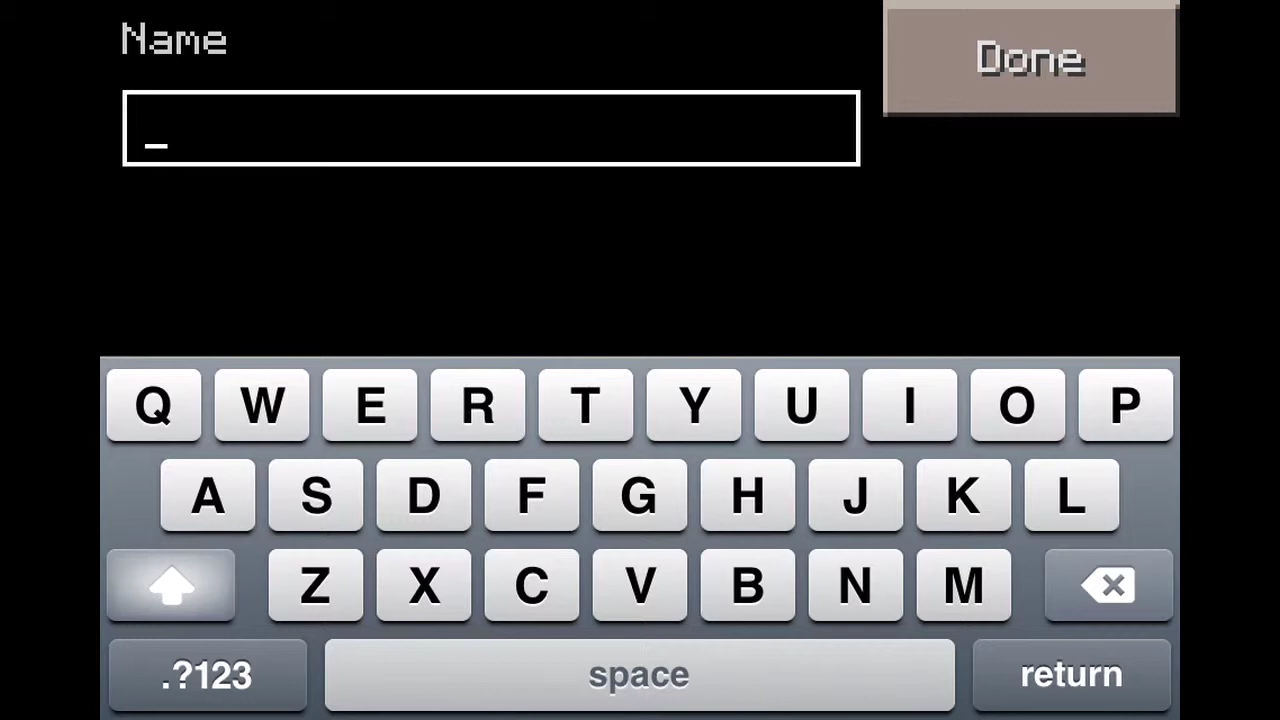 Name
Done
_
Q W E R T Y U I O P
A S D F G H J K L
Z X C V B N M
.?123 space return